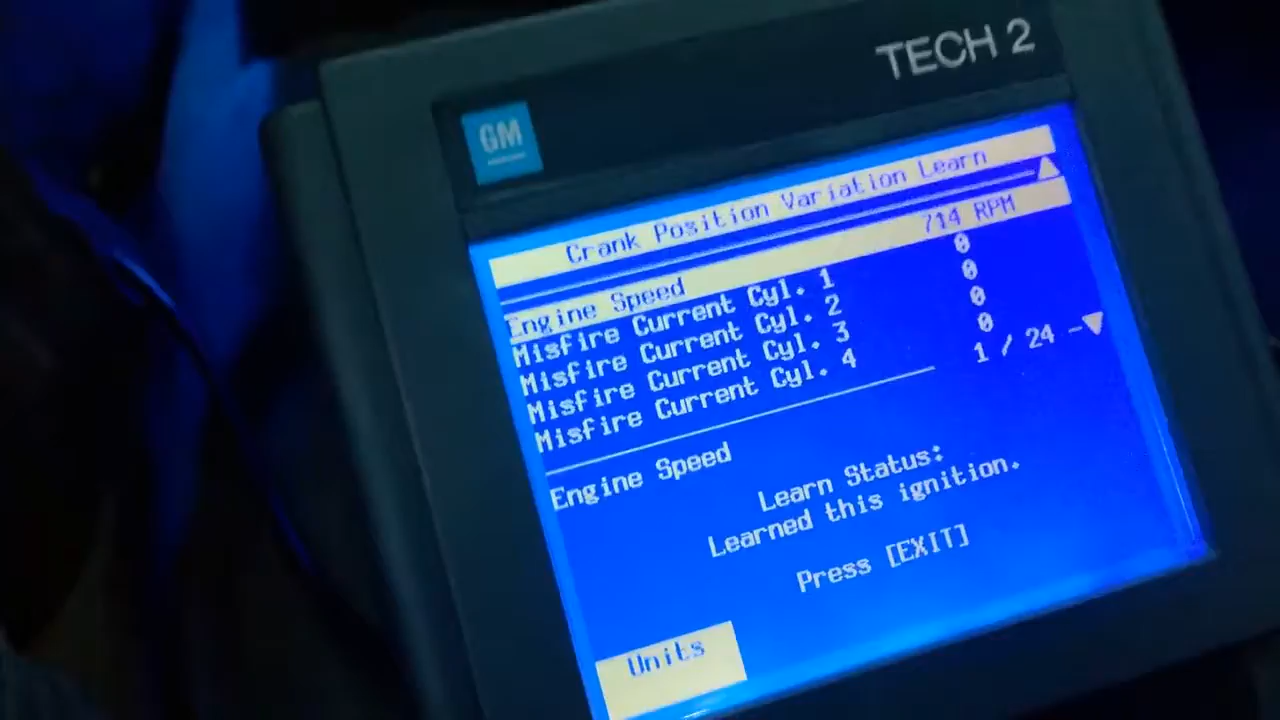 TECH 2
GM
Crank Position Variation Learn
Engine Speed 714 RPM
Misfire Current Cyl. 1 0
Misfire Current Cyl. 2 0
Misfire Current Cyl. 3 0
Misfire Current Cyl. 4 0
1 / 24
Engine Speed
Learn Status:
Learned this ignition.
Press [EXIT]
Units